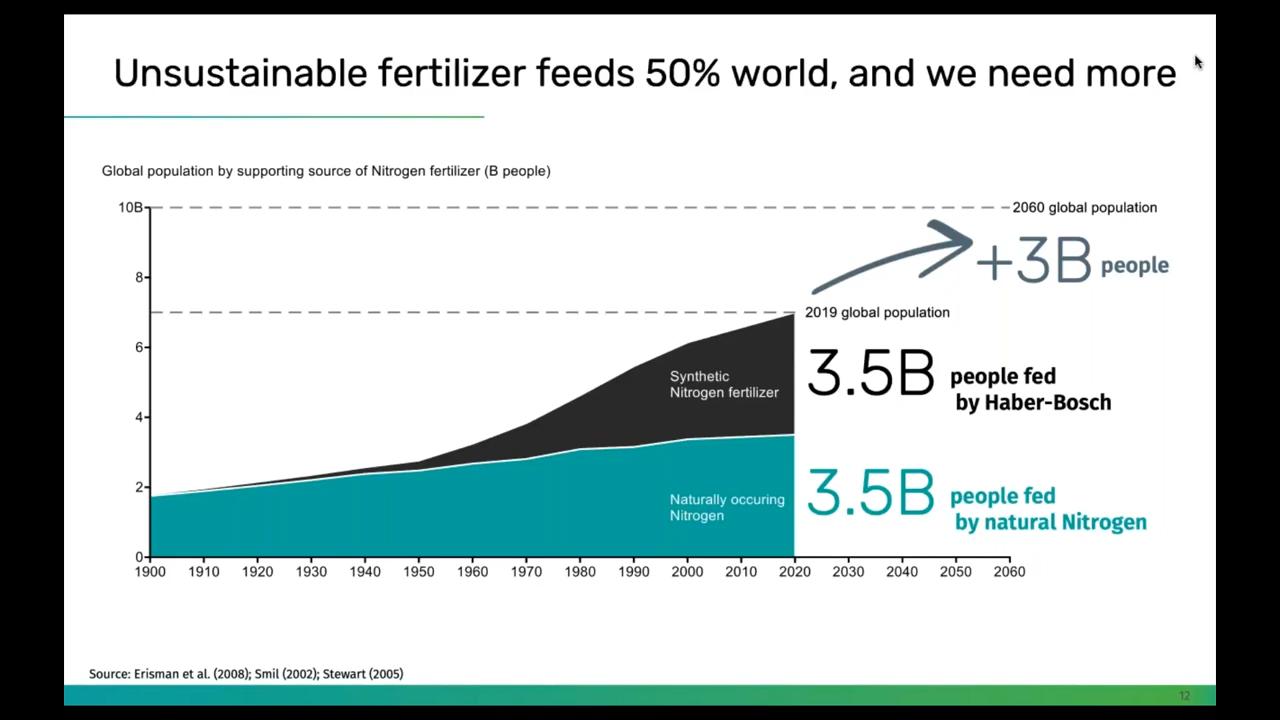 Unsustainable fertilizer feeds 50% world, and we need more
Global population by supporting source of Nitrogen fertilizer (B people)
10B
2060 global population
+3B people
8
2019 global population
6
3.5B people fed
by Haber-Bosch
Synthetic
Nitrogen fertilizer
4
2
3.5B people fed
by natural Nitrogen
Naturally occuring
Nitrogen
0
1900 1910 1920 1930 1940 1950 1960 1970 1980 1990 2000 2010 2020 2030 2040 2050 2060
Source: Erisman et al. (2008); Smil (2002); Stewart (2005)
12